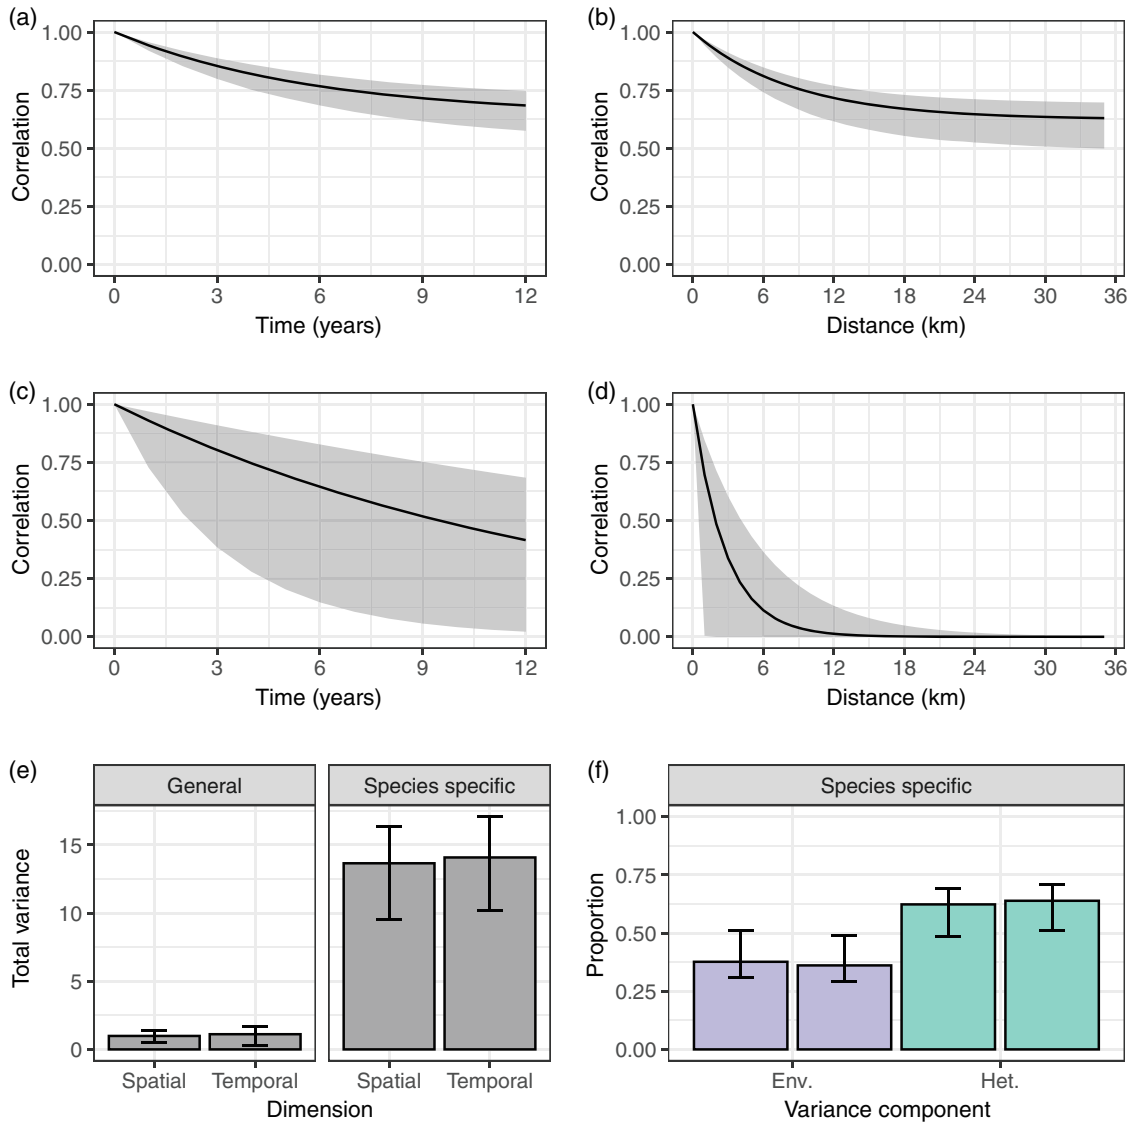 (a)
1.00
0.75
0.50
0.25
0.00
Correlation
0 3 6 9 12
Time (years)
(b)
1.00
0.75
0.50
0.25
0.00
Correlation
0 6 12 18 24 30 36
Distance (km)
(c)
1.00
0.75
0.50
0.25
0.00
Correlation
0 3 6 9 12
Time (years)
(d)
1.00
0.75
0.50
0.25
0.00
Correlation
0 6 12 18 24 30 36
Distance (km)
(e)
General Species specific
15
10
5
0
Total variance
Spatial Temporal Spatial Temporal
Dimension
(f)
Species specific
1.00
0.75
0.50
0.25
0.00
Proportion
Env. Het.
Variance component